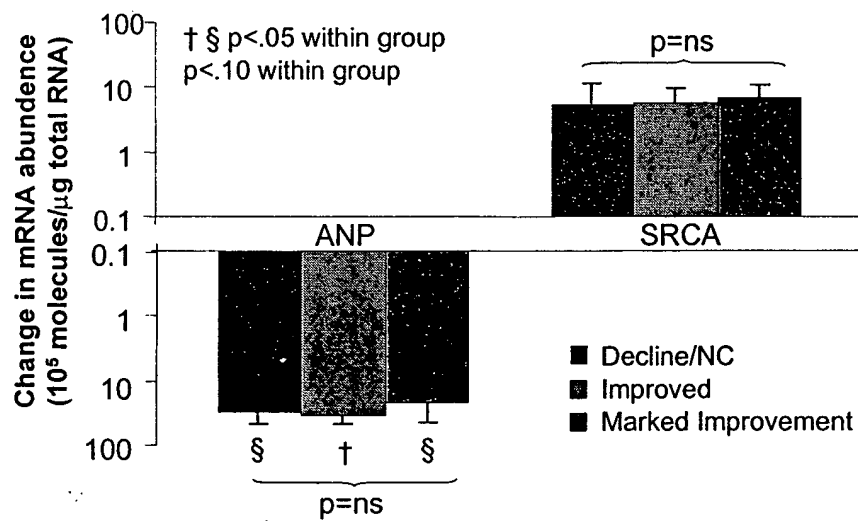 Change in mRNA abundence
(10⁵ molecules/µg total RNA)
100
10
1
0.1
0.1
1
10
100
† § p<.05 within group
p<.10 within group
p=ns
ANP
SRCA
§
†
§
p=ns
Decline/NC
Improved
Marked Improvement